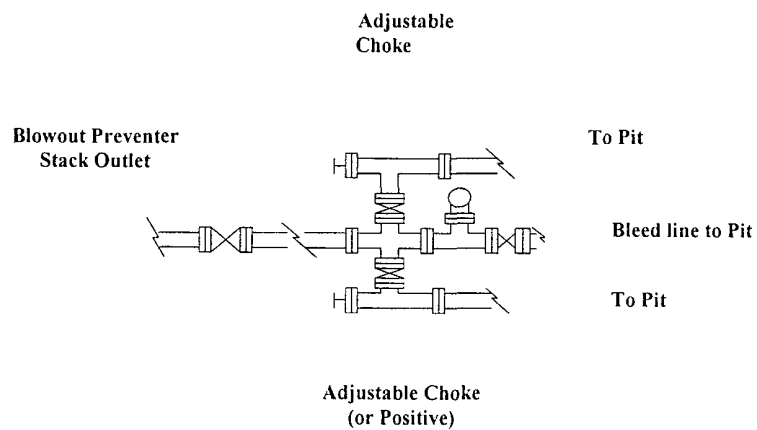 Adjustable
Choke
Blowout Preventer
Stack Outlet
To Pit
Bleed line to Pit
To Pit
Adjustable Choke
(or Positive)